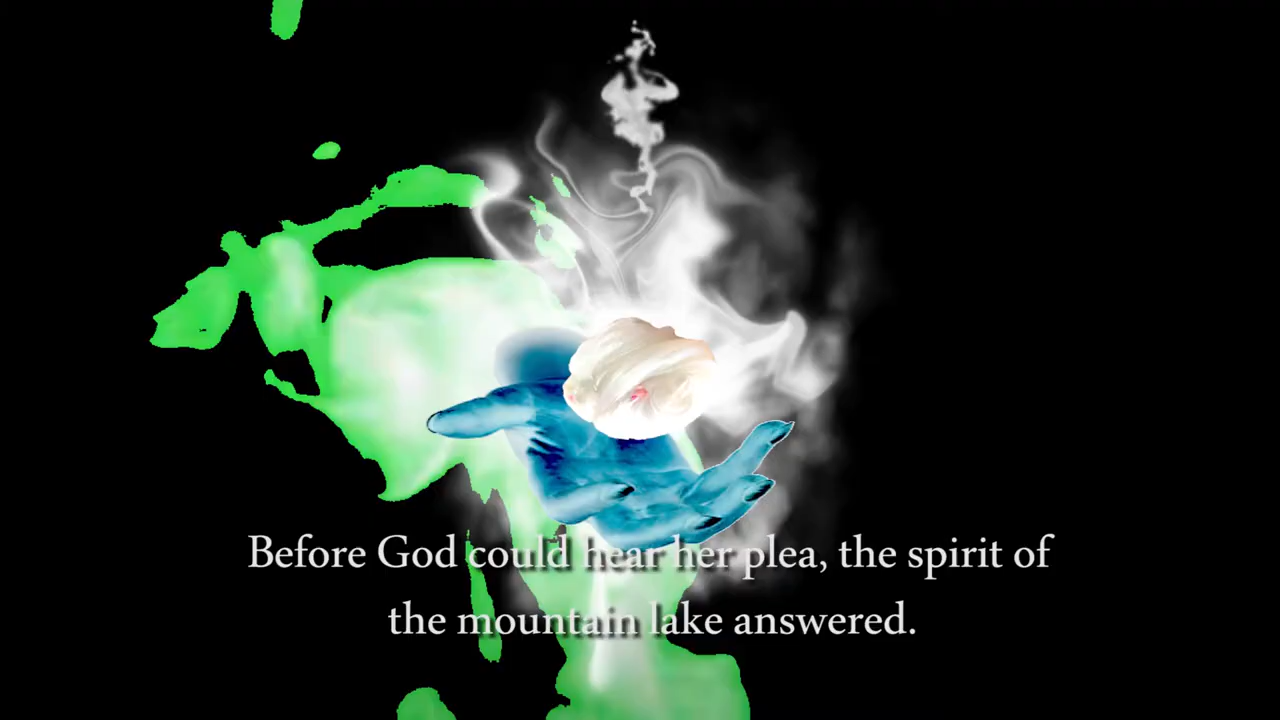 Before God could hear her plea, the spirit of
the mountain lake answered.